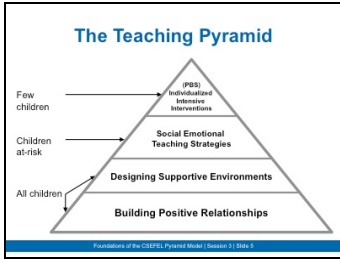 The Teaching Pyramid
(PBS)
Individualized
Intensive
Interventions
Few
children
Social Emotional
Teaching Strategies
Children
at-risk
Designing Supportive Environments
All children
Building Positive Relationships
Foundations of the CSEFEL Pyramid Model | Session 3 | Slide 5